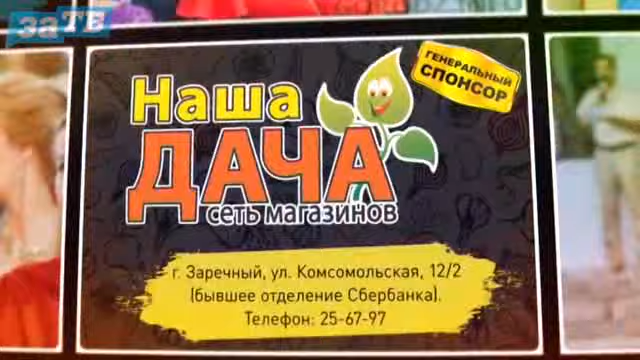 заТВ
ГЕНЕРАЛЬНЫЙ
СПОНСОР
Наша
ДАЧА
сеть магазинов
г. Заречный, ул. Комсомольская, 12/2
(бывшее отделение Сбербанка).
Телефон: 25-67-97